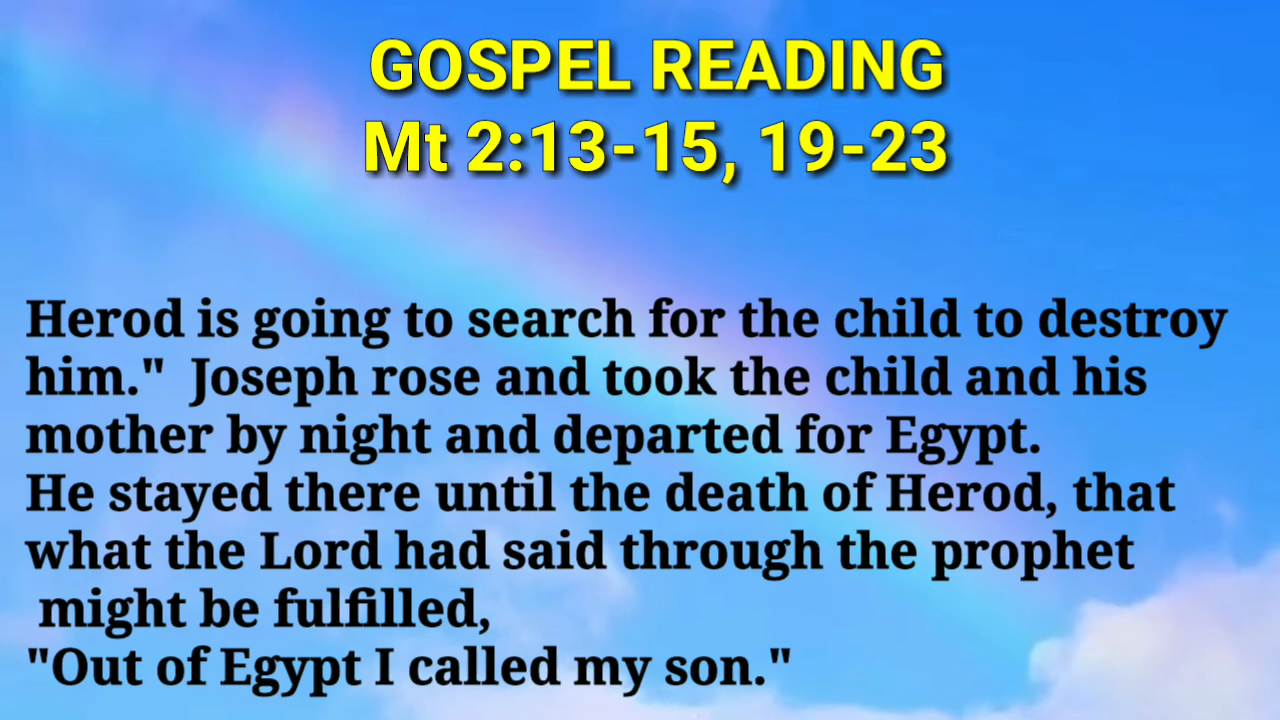 GOSPEL READING
Mt 2:13-15, 19-23
Herod is going to search for the child to destroy
him."  Joseph rose and took the child and his
mother by night and departed for Egypt.
He stayed there until the death of Herod, that
what the Lord had said through the prophet
might be fulfilled,
"Out of Egypt I called my son."